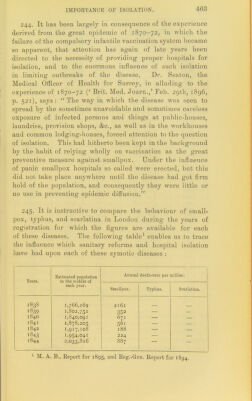 IMPORTANCE OF ISOLATION. 463
244. It has been largely in consequence of the experience
derived from the great epidemic of 1870–72, in which the
failure of the compulsory infantile vaccination system became
so apparent, that attention has again of late years been
directed to the necessity of providing proper hospitals for
isolation, and to the enormous influence of such isolation
in limiting outbreaks of the disease. Dr. Seaton, the
Medical Officer of Health for Surrey, in alluding to the
experience of 1870–72 (‘ Brit. Med. Journ.,’ Feb. 29th, 1896,
p. 521), says : “ The way in which the disease was seen to
spread by the sometimes unavoidable and sometimes careless
exposure of infected persons and things at public-houses,
laundries, provision shops, &c., as well as in the workhouses
and common lodging-houses, forced attention to the question
of isolation. This had hitherto been kept in the background
by the habit of relying wholly on vaccination as the great
preventive measure against smallpox. Under the influence
of panic smallpox hospitals so called were erected, but this
did not take place anywhere until the disease had got firm
hold of the population, and consequently they were little or
no use in preventing epidemic diffusion.”
245. It is instructive to compare the behaviour of small-
pox, typhus, and scarlatina in London during the years of
registration for which the figures are available for each
of these diseases. The following table¹ enables us to trace
the influence which sanitary reforms and hospital isolation
have had upon each of these zymotic diseases :
Years. Estimated population in the middle of each year. Annual death-rate per million.
Smallpox. Typhus. Scarlatina.
1838 1,766,169 2161 — —
1839 1,802,751 352 — —
1840 1,840,091 671 — —
1841 1,878,205 561 — —
1842 1,917,108 188 — —
1843 1,954,041 224 — —
1844 2,033,816 887 — —
¹ M. A. B., Report for 1895, and Reg.-Gen. Report for 1894.